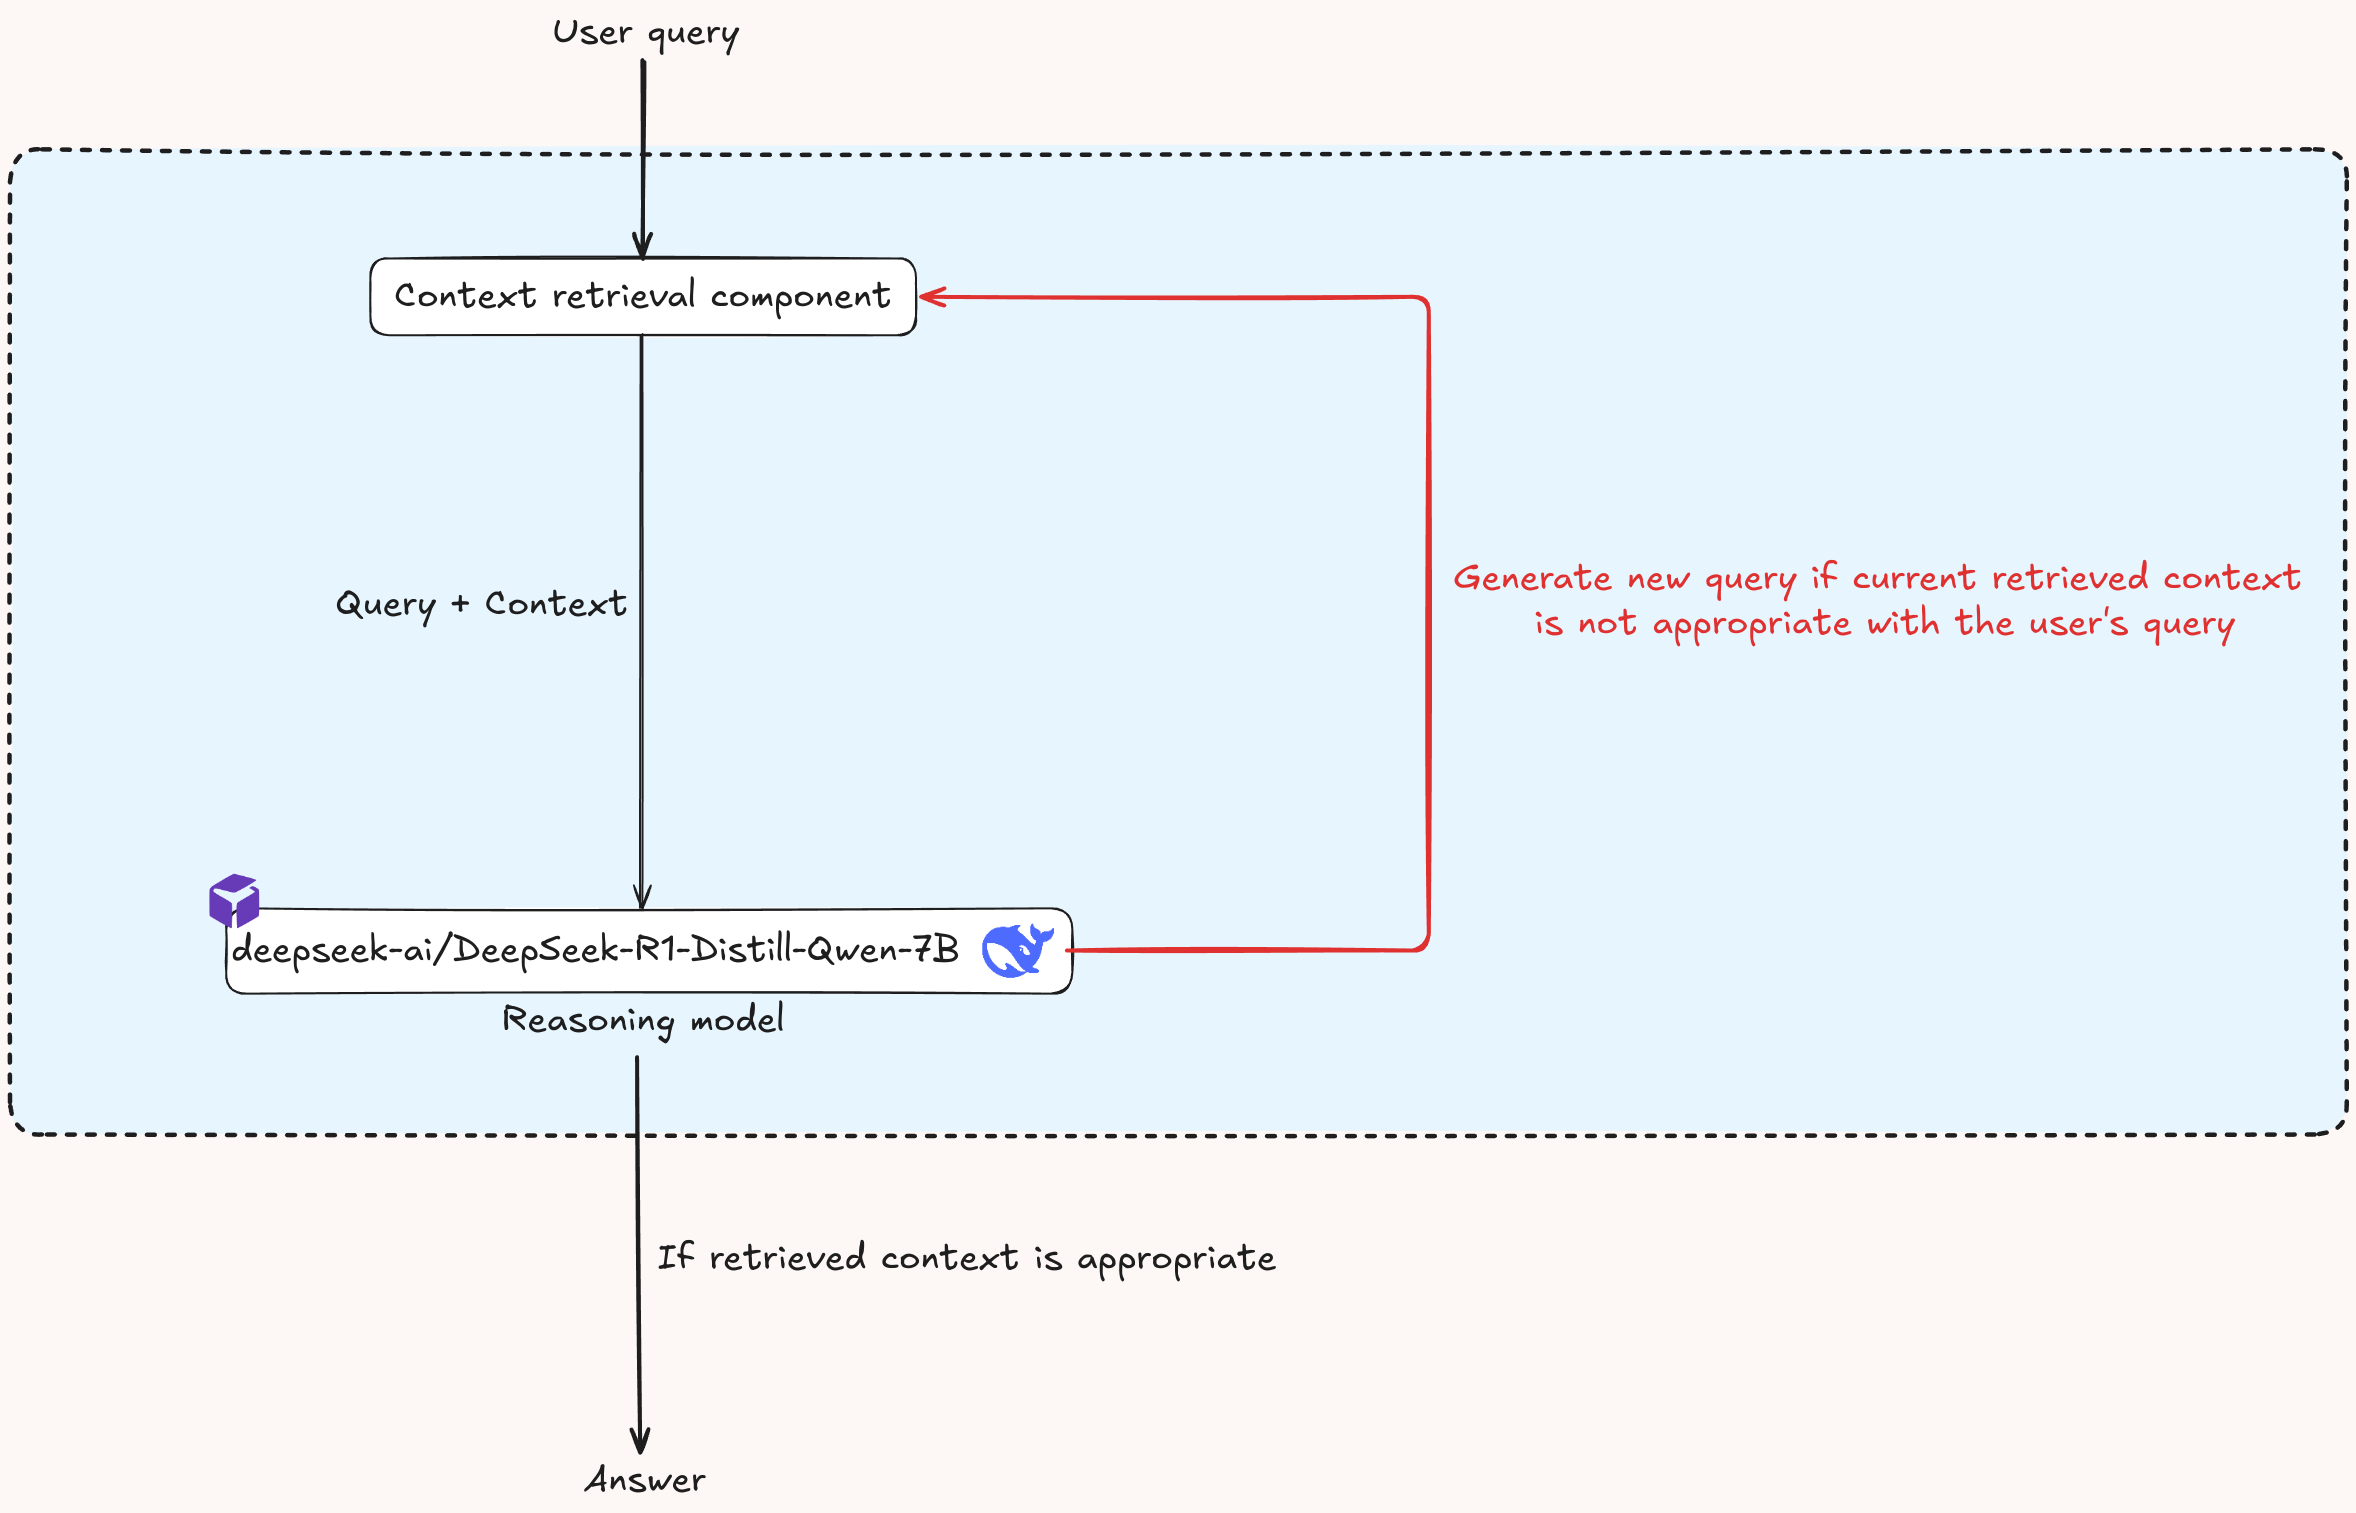 User query
Context retrieval component
Query + Context
Generate new query if current retrieved context
is not appropriate with the user's query
deepseek-ai/DeepSeek-R1-Distill-Qwen-7B
Reasoning model
If retrieved context is appropriate
Answer